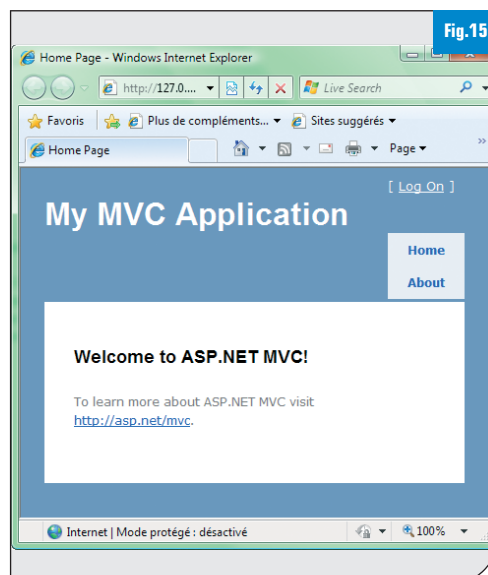 Fig.15
Home Page - Windows Internet Explorer
http://127.0.... Live Search
Favoris Plus de compléments... Sites suggérés
Home Page Page »
[ Log On ]
My MVC Application
Home
About
Welcome to ASP.NET MVC!
To learn more about ASP.NET MVC visit
http://asp.net/mvc.
Internet | Mode protégé : désactivé 100%